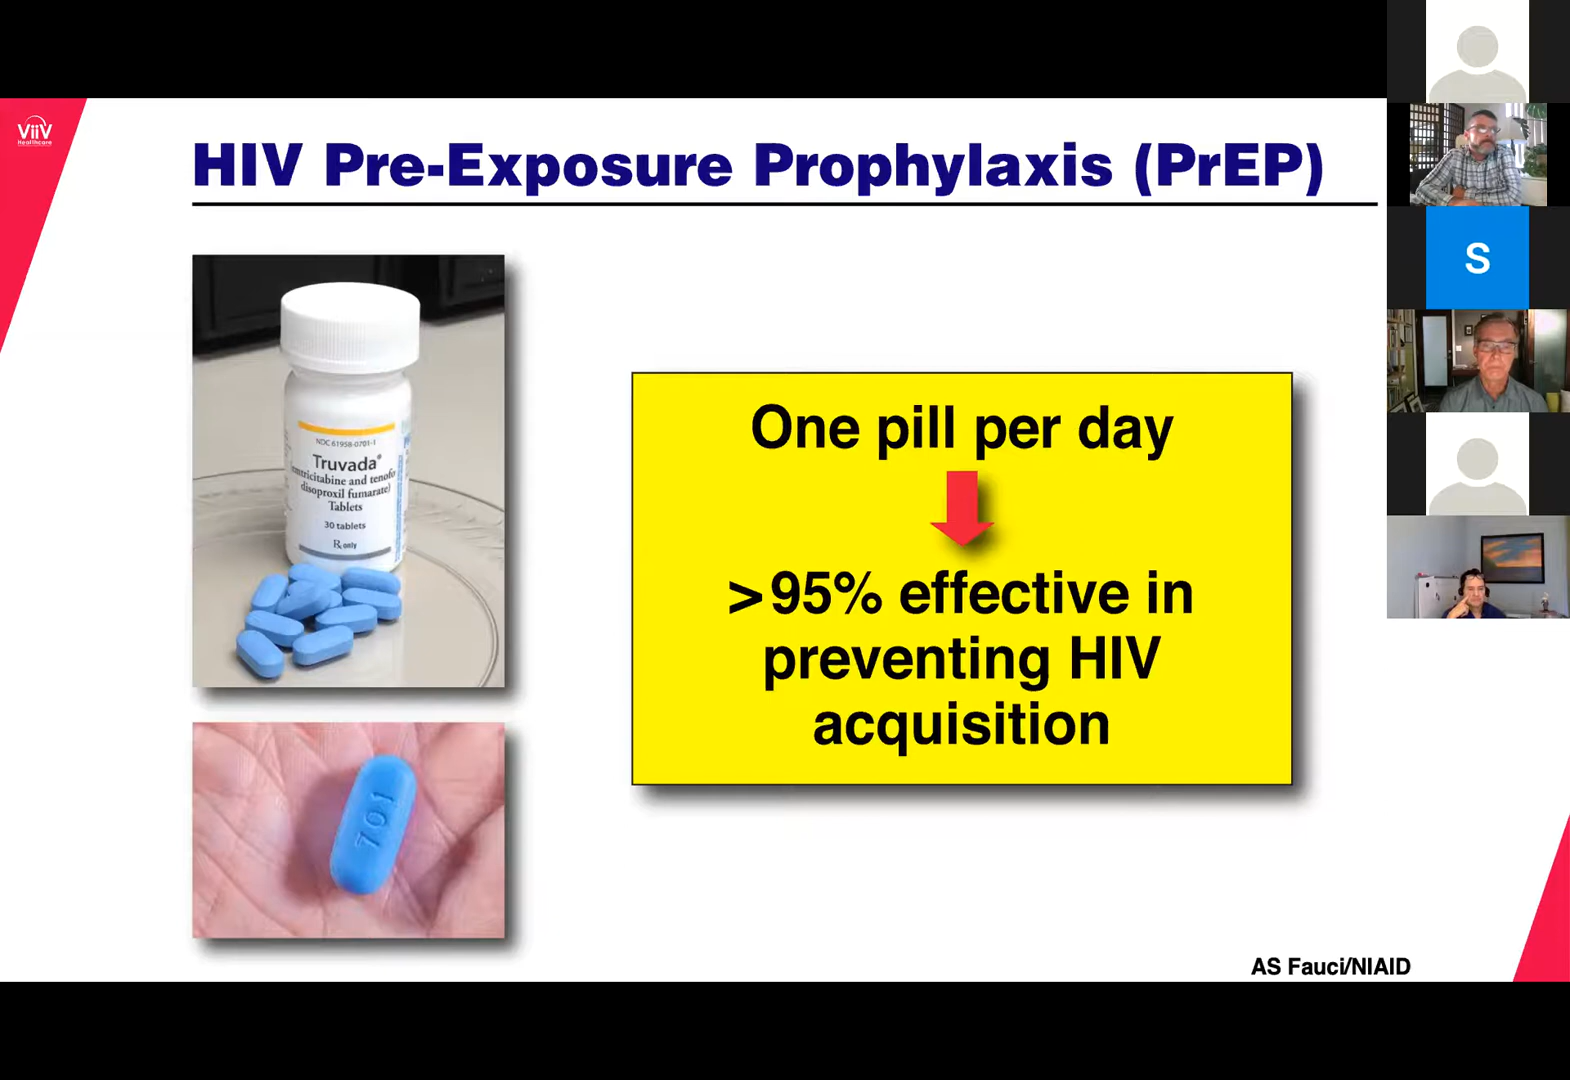 ViiV
Healthcare
HIV Pre-Exposure Prophylaxis (PrEP)
NDC 61958-0701-1
Truvada®
(emtricitabine and tenofo
disoproxil fumarate)
Tablets
30 tablets
Rx only
701
One pill per day
>95% effective in
preventing HIV
acquisition
AS Fauci/NIAID
S